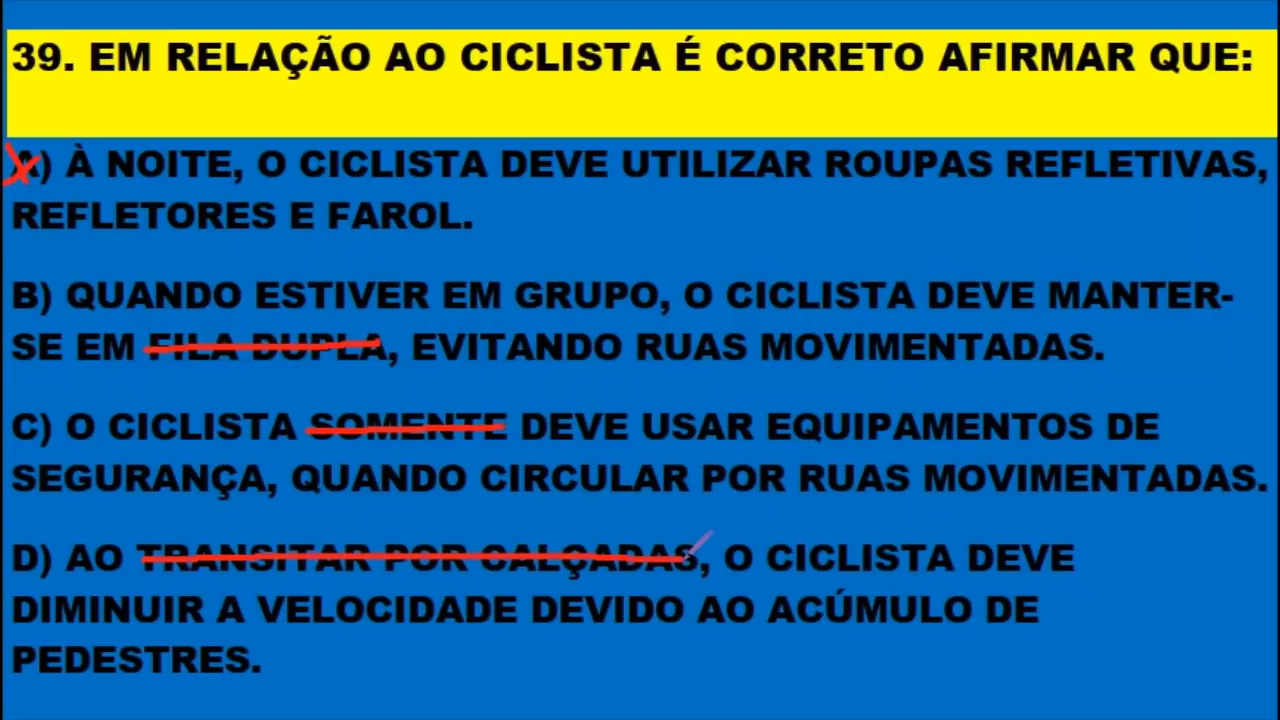 39. EM RELAÇÃO AO CICLISTA É CORRETO AFIRMAR QUE:
A) À NOITE, O CICLISTA DEVE UTILIZAR ROUPAS REFLETIVAS,
REFLETORES E FAROL.
B) QUANDO ESTIVER EM GRUPO, O CICLISTA DEVE MANTER-
SE EM FILA DUPLA, EVITANDO RUAS MOVIMENTADAS.
C) O CICLISTA SOMENTE DEVE USAR EQUIPAMENTOS DE
SEGURANÇA, QUANDO CIRCULAR POR RUAS MOVIMENTADAS.
D) AO TRANSITAR POR CALÇADAS, O CICLISTA DEVE
DIMINUIR A VELOCIDADE DEVIDO AO ACÚMULO DE
PEDESTRES.